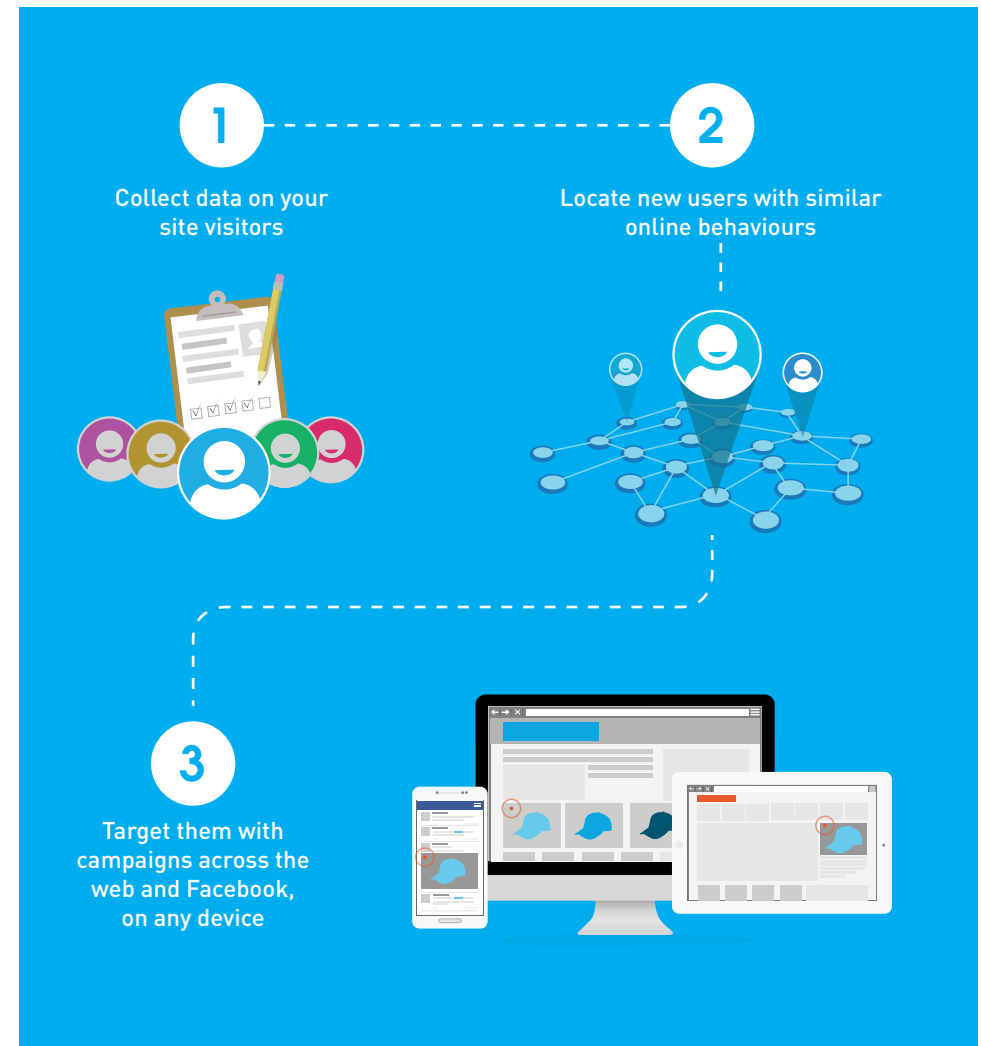 1
Collect data on your
site visitors
2
Locate new users with similar
online behaviours
3
Target them with
campaigns across the
web and Facebook,
on any device